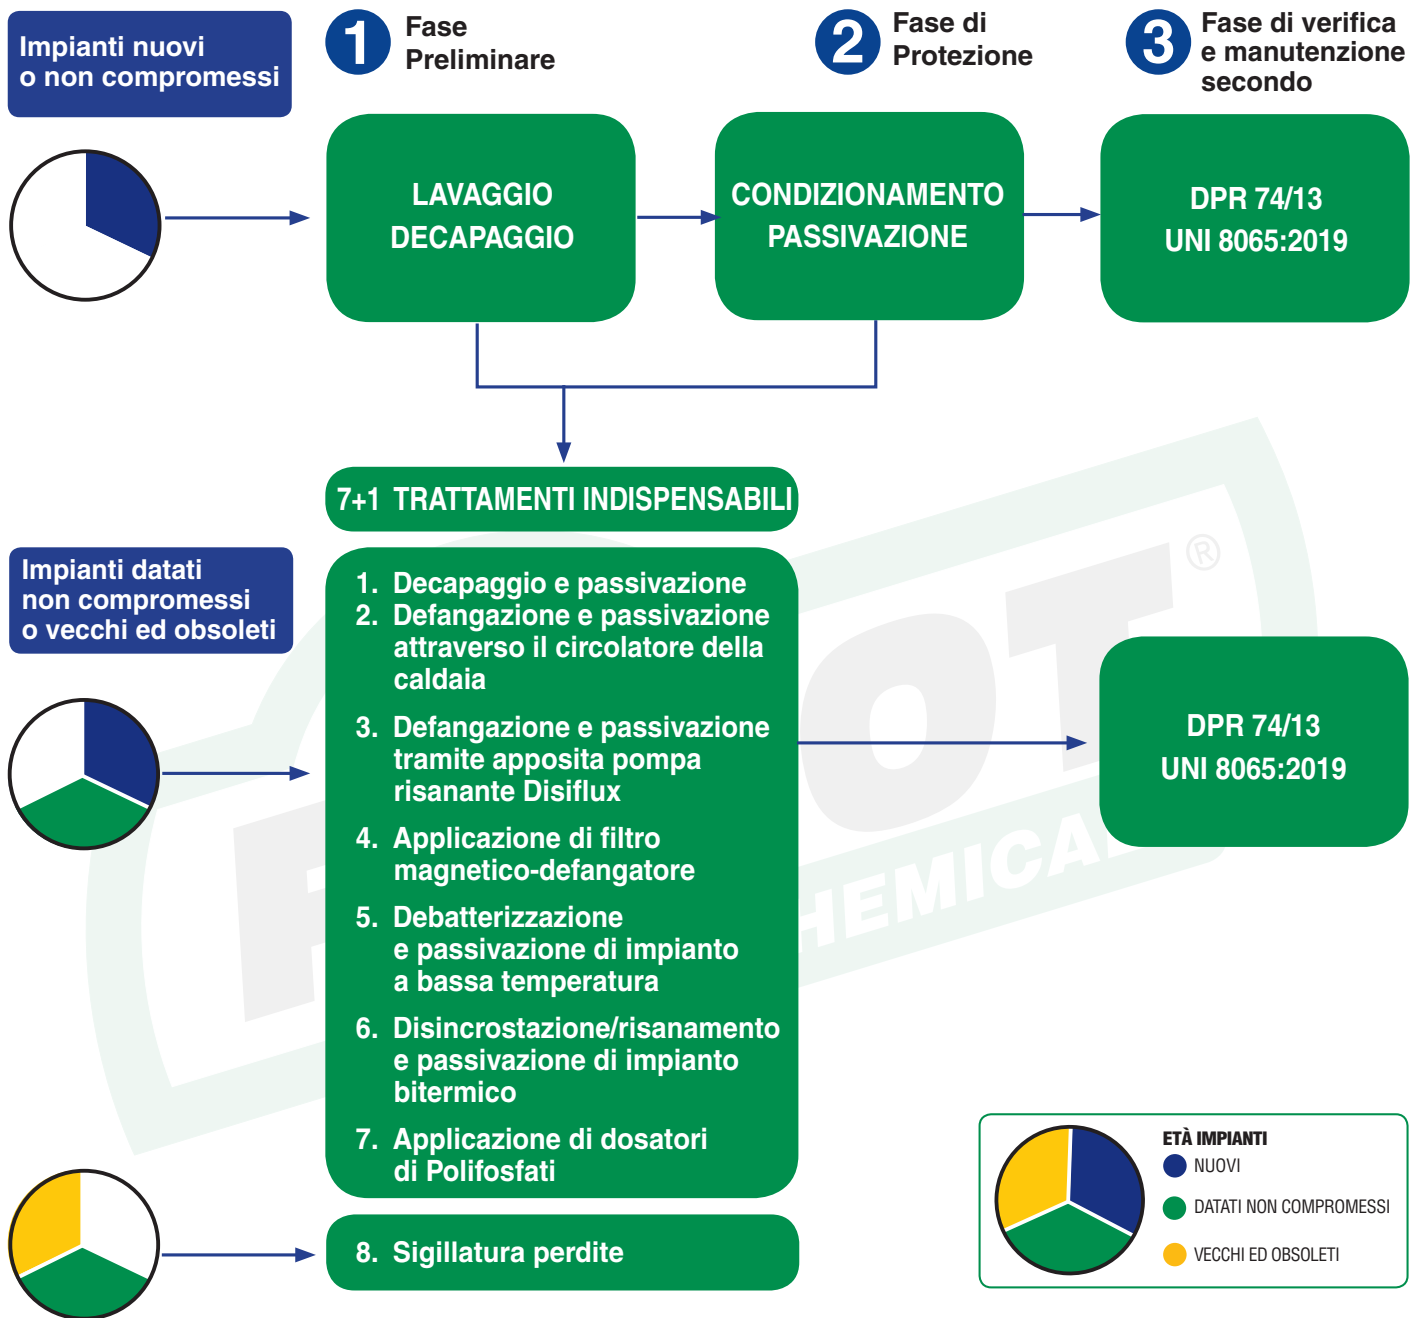 Impianti nuovi
o non compromessi
1
Fase
Preliminare
2
Fase di
Protezione
3
Fase di verifica
e manutenzione
secondo
LAVAGGIO
DECAPAGGIO
CONDIZIONAMENTO
PASSIVAZIONE
DPR 74/13
UNI 8065:2019
7+1 TRATTAMENTI INDISPENSABILI
Impianti datati
non compromessi
o vecchi ed obsoleti
1. Decapaggio e passivazione
2. Defangazione e passivazione
attraverso il circolatore della
caldaia
3. Defangazione e passivazione
tramite apposita pompa
risanante Disiflux
4. Applicazione di filtro
magnetico-defangatore
5. Debatterizzazione
e passivazione di impianto
a bassa temperatura
6. Disincrostazione/risanamento
e passivazione di impianto
bitermico
7. Applicazione di dosatori
di Polifosfati
8. Sigillatura perdite
DPR 74/13
UNI 8065:2019
®
ETÀ IMPIANTI
NUOVI
DATATI NON COMPROMESSI
VECCHI ED OBSOLETI